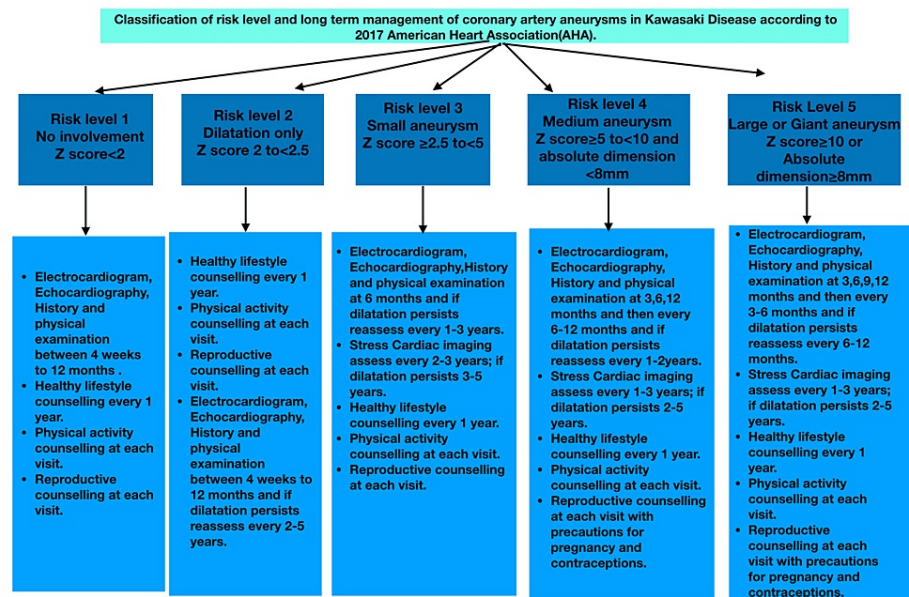 Classification of risk level and long term management of coronary artery aneurysms in Kawasaki Disease according to
2017 American Heart Association(AHA).
Risk level 1
No involvement
Z score<2
Risk level 2
Dilatation only
Z score 2 to<2.5
Risk level 3
Small aneurysm
Z score ≥2.5 to<5
Risk level 4
Medium aneurysm
Z score≥5 to<10 and
absolute dimension
<8mm
Risk Level 5
Large or Giant aneurysm
Z score≥10 or
Absolute
dimension≥8mm
• Electrocardiogram,
Echocardiography,
History and
physical
examination
between 4 weeks
to 12 months .
• Healthy lifestyle
counselling every 1
year.
• Physical activity
counselling at each
visit.
• Reproductive
counselling at each
visit.
• Healthy lifestyle
counselling every 1
year.
• Physical activity
counselling at each
visit.
• Reproductive
counselling at each
visit.
• Electrocardiogram,
Echocardiography,
History and
physical
examination
between 4 weeks to
12 months and if
dilatation persists
reassess every 2-5
years.
• Electrocardiogram,
Echocardiography,History
and physical examination
at 6 months and if
dilatation persists
reassess every 1-3 years.
• Stress Cardiac imaging
assess every 2-3 years; if
dilatation persists 3-5
years.
• Healthy lifestyle
counselling every 1 year.
• Physical activity
counselling at each visit.
• Reproductive counselling
at each visit.
• Electrocardiogram,
Echocardiography,
History and physical
examination at 3,6,12
months and then every
6-12 months and if
dilatation persists
reassess every 1-2years.
• Stress Cardiac imaging
assess every 1-3 years; if
dilatation persists 2-5
years.
• Healthy lifestyle
counselling every 1 year.
• Physical activity
counselling at each visit.
• Reproductive counselling
at each visit with
precautions for
pregnancy and
contraceptions.
• Electrocardiogram,
Echocardiography,
History and physical
examination at 3,6,9,12
months and then every
3-6 months and if
dilatation persists
reassess every 6-12
months.
• Stress Cardiac imaging
assess every 1-3 years;
if dilatation persists 2-5
years.
• Healthy lifestyle
counselling every 1
year.
• Physical activity
counselling at each
visit.
• Reproductive
counselling at each
visit with precautions
for pregnancy and
contraceptions.